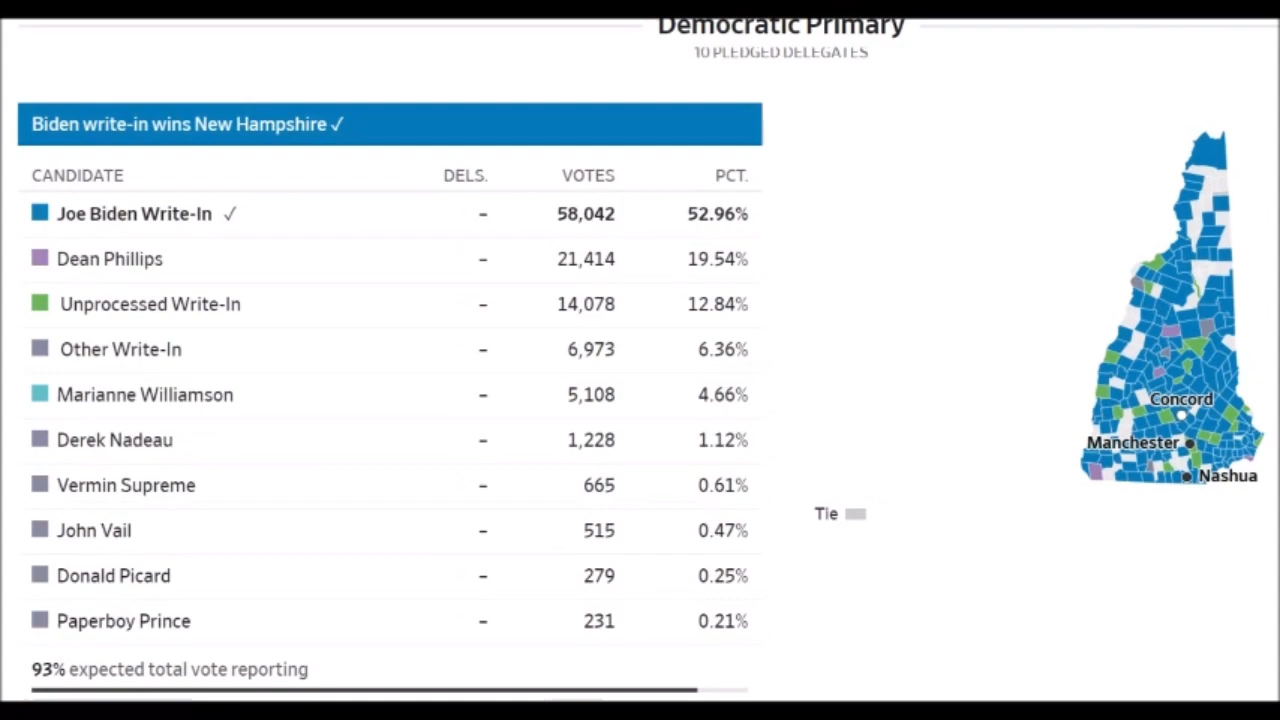 Democratic Primary
10 PLEDGED DELEGATES
Biden write-in wins New Hampshire ✓
CANDIDATE DELS. VOTES PCT.
Joe Biden Write-In ✓ – 58,042 52.96%
Dean Phillips – 21,414 19.54%
Unprocessed Write-In – 14,078 12.84%
Other Write-In – 6,973 6.36%
Marianne Williamson – 5,108 4.66%
Derek Nadeau – 1,228 1.12%
Vermin Supreme – 665 0.61%
John Vail – 515 0.47%
Donald Picard – 279 0.25%
Paperboy Prince – 231 0.21%
93% expected total vote reporting
Concord
Manchester
Nashua
Tie